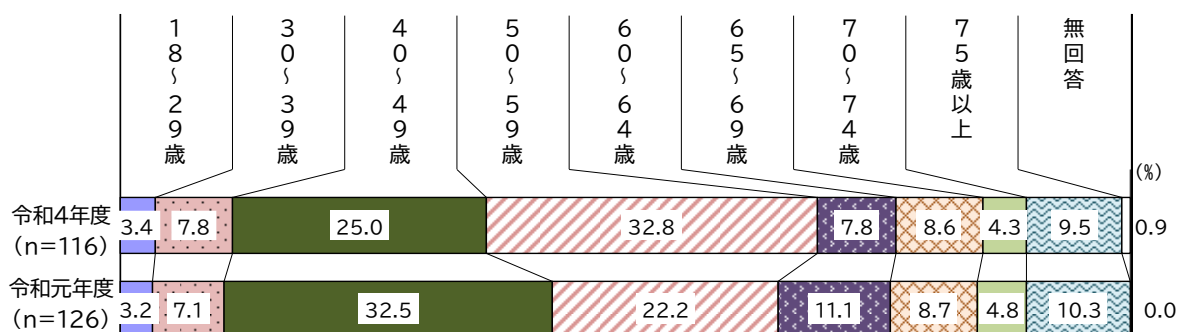 18～29歳
30～39歳
40～49歳
50～59歳
60～64歳
65～69歳
70～74歳
75歳以上
無回答
(%)
令和4年度
(n=116)
3.4 7.8 25.0 32.8 7.8 8.6 4.3 9.5 0.9
令和元年度
(n=126)
3.2 7.1 32.5 22.2 11.1 8.7 4.8 10.3 0.0